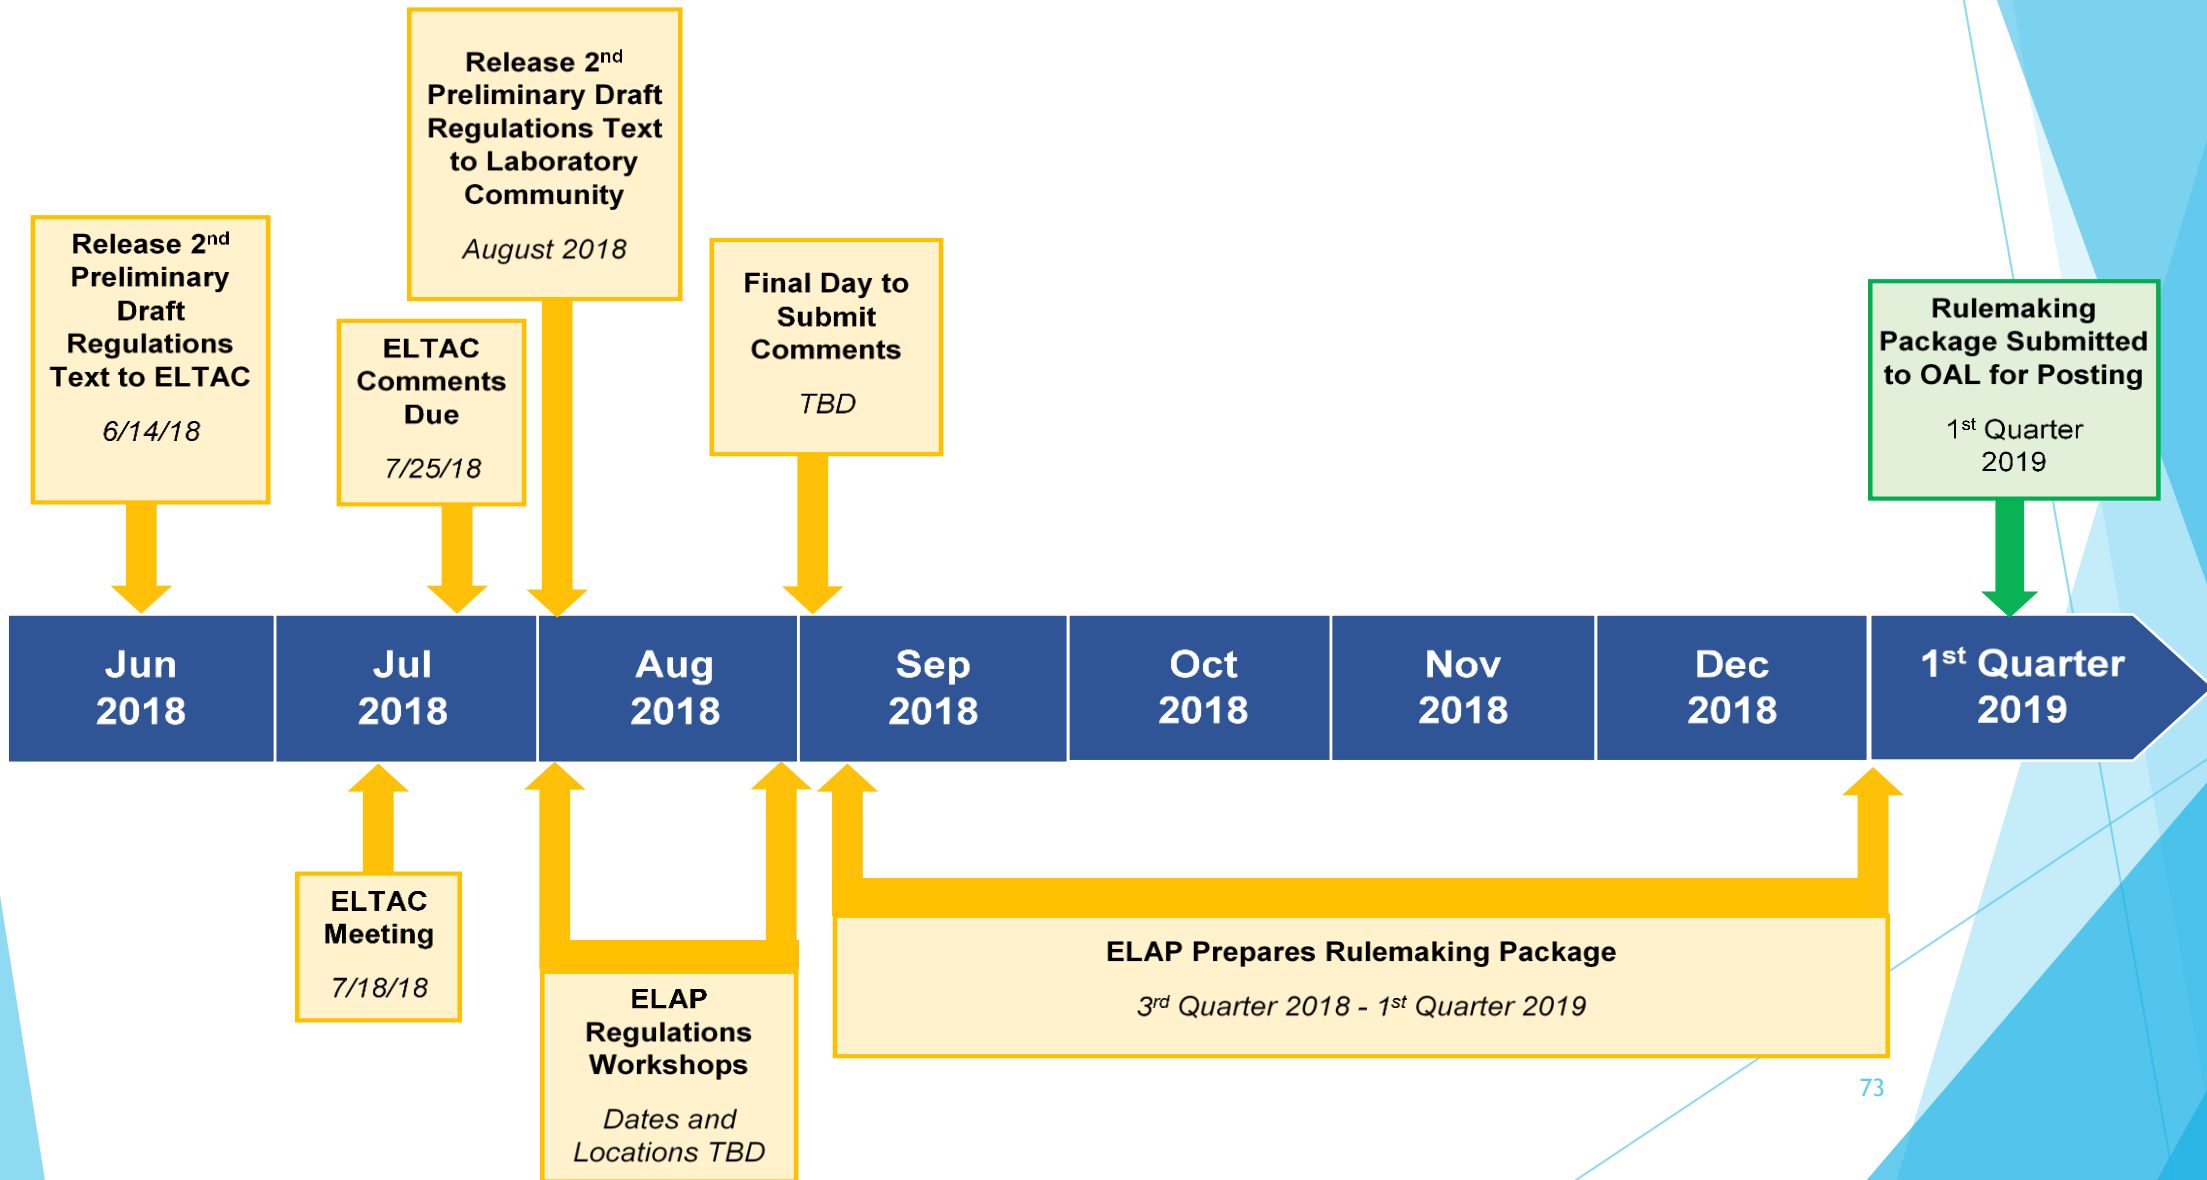 Release 2nd
Preliminary Draft
Regulations Text
to Laboratory
Community
August 2018
Release 2nd
Preliminary
Draft
Regulations
Text to ELTAC
6/14/18
ELTAC
Comments
Due
7/25/18
Final Day to
Submit
Comments
TBD
Rulemaking
Package Submitted
to OAL for Posting
1st Quarter
2019
Jun
2018
Jul
2018
Aug
2018
Sep
2018
Oct
2018
Nov
2018
Dec
2018
1st Quarter
2019
ELTAC
Meeting
7/18/18
ELAP
Regulations
Workshops
Dates and
Locations TBD
ELAP Prepares Rulemaking Package
3rd Quarter 2018 - 1st Quarter 2019
73